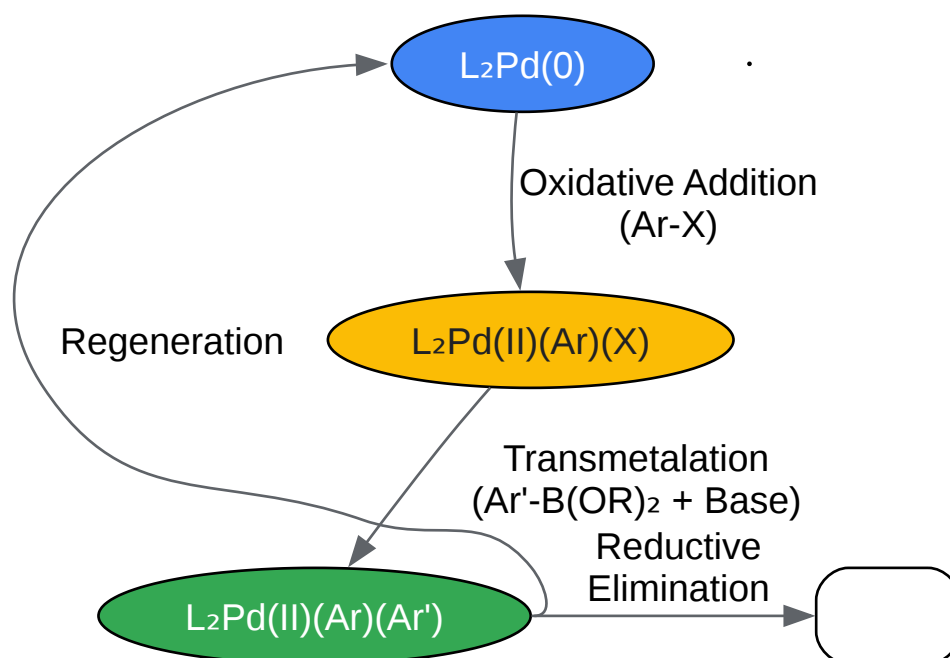 L₂Pd(0)
.
Oxidative Addition
(Ar-X)
Regeneration
L₂Pd(II)(Ar)(X)
Transmetalation
(Ar'-B(OR)₂ + Base)
Reductive
Elimination
L₂Pd(II)(Ar)(Ar')